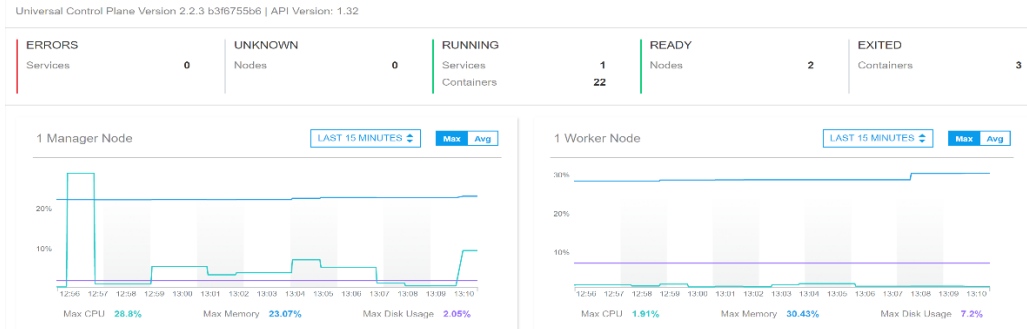 Universal Control Plane Version 2.2.3 b3f6755b6 | API Version: 1.32
ERRORS
Services 0
UNKNOWN
Nodes 0
RUNNING
Services 1
Containers 22
READY
Nodes 2
EXITED
Containers 3
1 Manager Node
LAST 15 MINUTES
Max Avg
20%
10%
12:56 12:57 12:58 12:59 13:00 13:01 13:02 13:03 13:04 13:05 13:06 13:07 13:08 13:09 13:10
Max CPU 28.8% Max Memory 23.07% Max Disk Usage 2.05%
1 Worker Node
LAST 15 MINUTES
Max Avg
30%
20%
10%
12:56 12:57 12:58 12:59 13:00 13:01 13:02 13:03 13:04 13:05 13:06 13:07 13:08 13:09 13:10
Max CPU 1.91% Max Memory 30.43% Max Disk Usage 7.2%